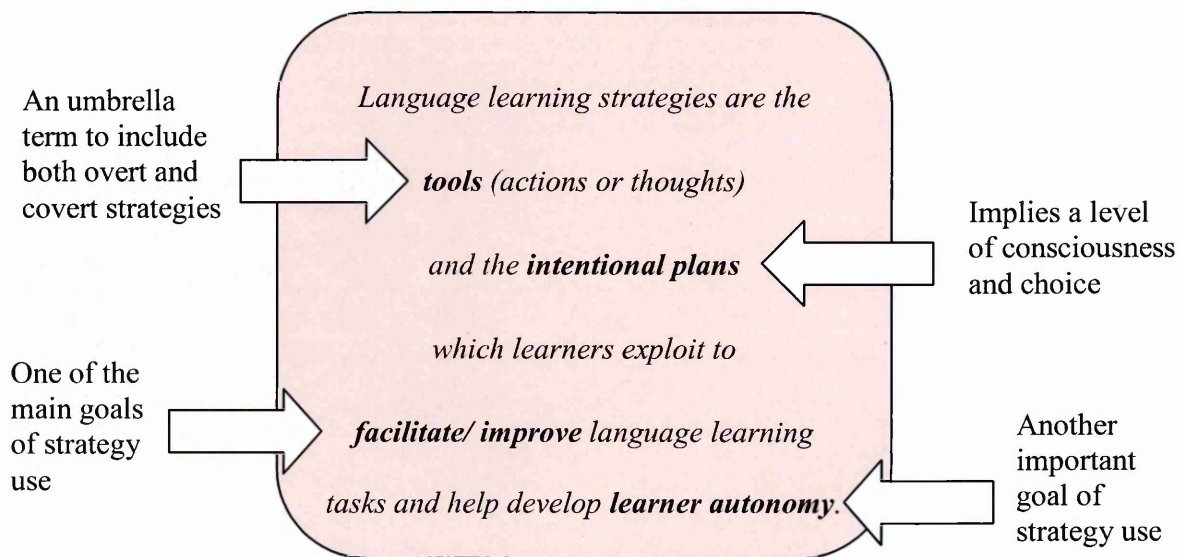 An umbrella
term to include
both overt and
covert strategies
Language learning strategies are the
tools (actions or thoughts)
and the intentional plans
which learners exploit to
facilitate/ improve language learning
tasks and help develop learner autonomy.
Implies a level
of consciousness
and choice
One of the
main goals
of strategy
use
Another
important
goal of
strategy use